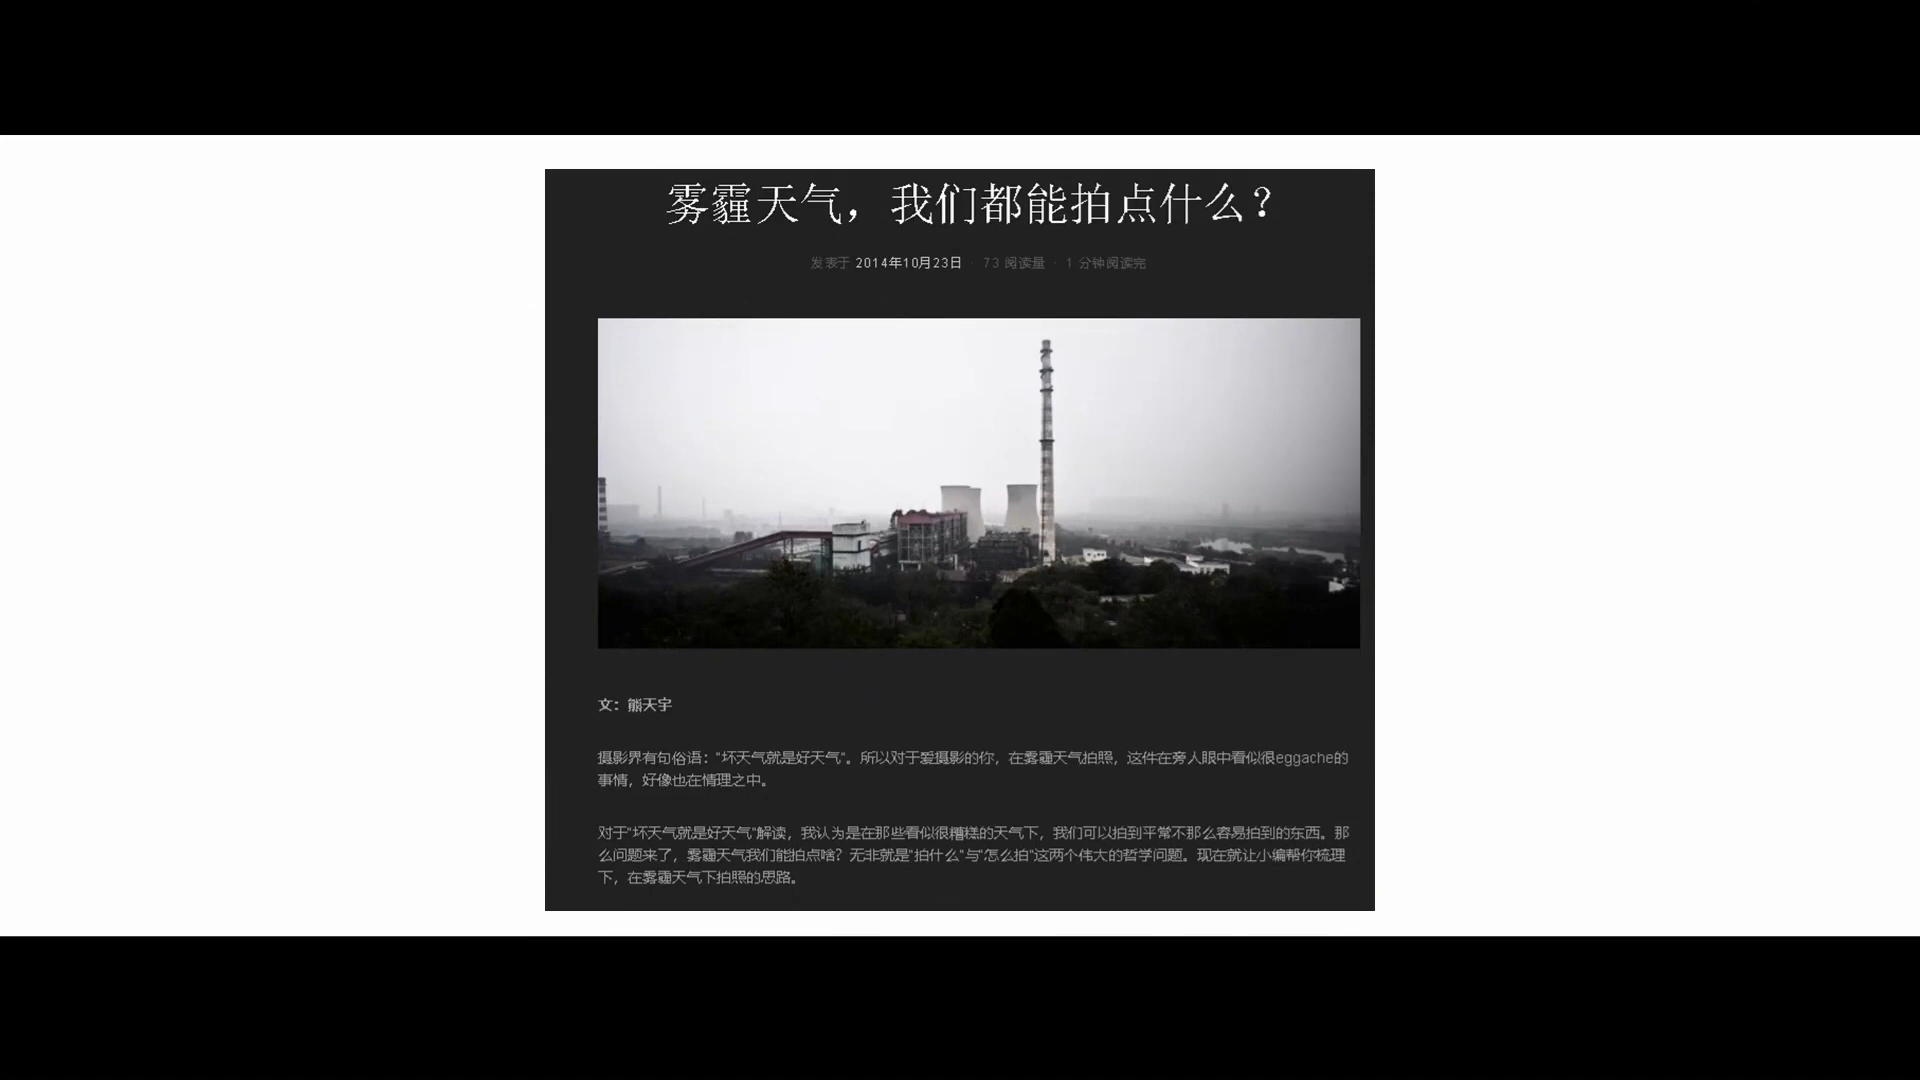 雾霾天气，我们都能拍点什么？
发表于 2014年10月23日 · 73 阅读量 · 1 分钟阅读完
文：熊天宇
摄影界有句俗语："坏天气就是好天气"。所以对于爱摄影的你，在雾霾天气拍照，这件在旁人眼中看似很eggache的
事情，好像也在情理之中。
对于"坏天气就是好天气"解读，我认为是在那些看似很糟糕的天气下，我们可以拍到平常不那么容易拍到的东西。那
么问题来了，雾霾天气我们能拍点啥？无非就是"拍什么"与"怎么拍"这两个伟大的哲学问题。现在就让小编帮你梳理
下，在雾霾天气下拍照的思路。